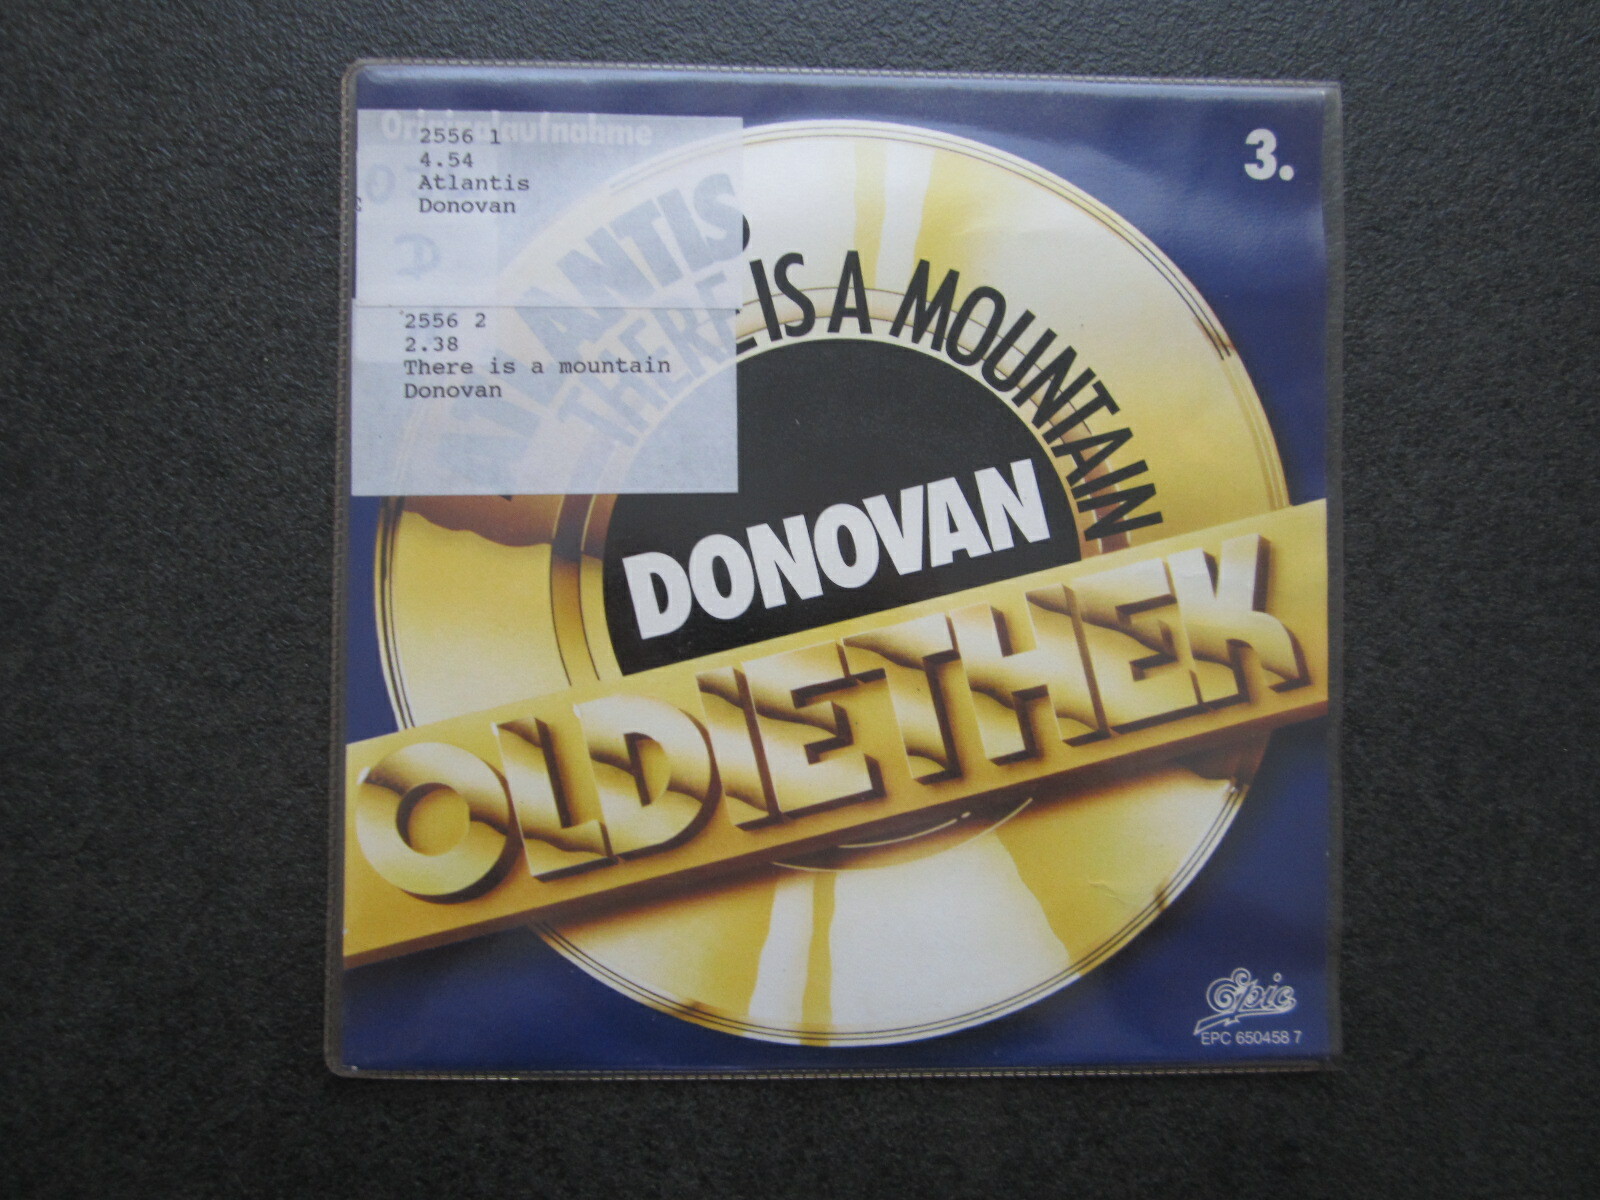 Originalaufnahme
2556 1
4.54
Atlantis
Donovan
2556 2
2.38
There is a mountain
Donovan
3.
ATLANTIS
THERE IS A MOUNTAIN
DONOVAN
OLDIETHEK
Epic
EPC 650458 7